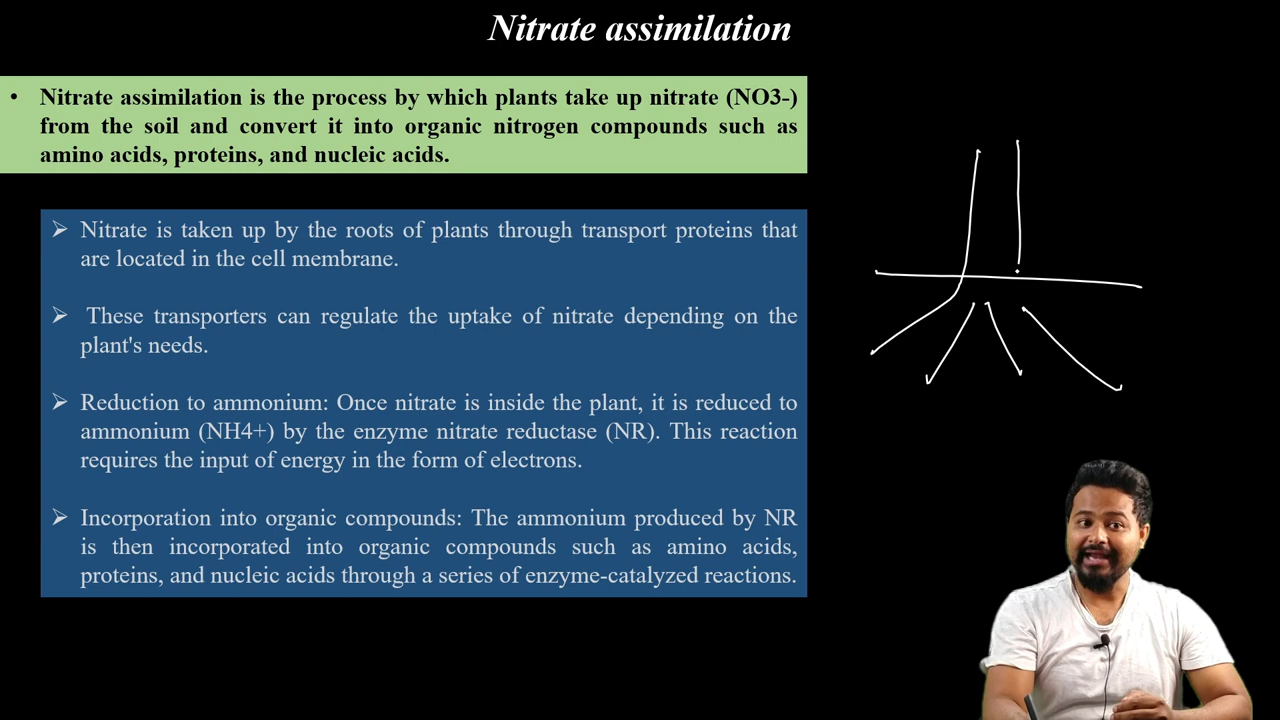 Nitrate assimilation
• Nitrate assimilation is the process by which plants take up nitrate (NO3-)
from the soil and convert it into organic nitrogen compounds such as
amino acids, proteins, and nucleic acids.
➢ Nitrate is taken up by the roots of plants through transport proteins that
are located in the cell membrane.
➢ These transporters can regulate the uptake of nitrate depending on the
plant's needs.
➢ Reduction to ammonium: Once nitrate is inside the plant, it is reduced to
ammonium (NH4+) by the enzyme nitrate reductase (NR). This reaction
requires the input of energy in the form of electrons.
➢ Incorporation into organic compounds: The ammonium produced by NR
is then incorporated into organic compounds such as amino acids,
proteins, and nucleic acids through a series of enzyme-catalyzed reactions.